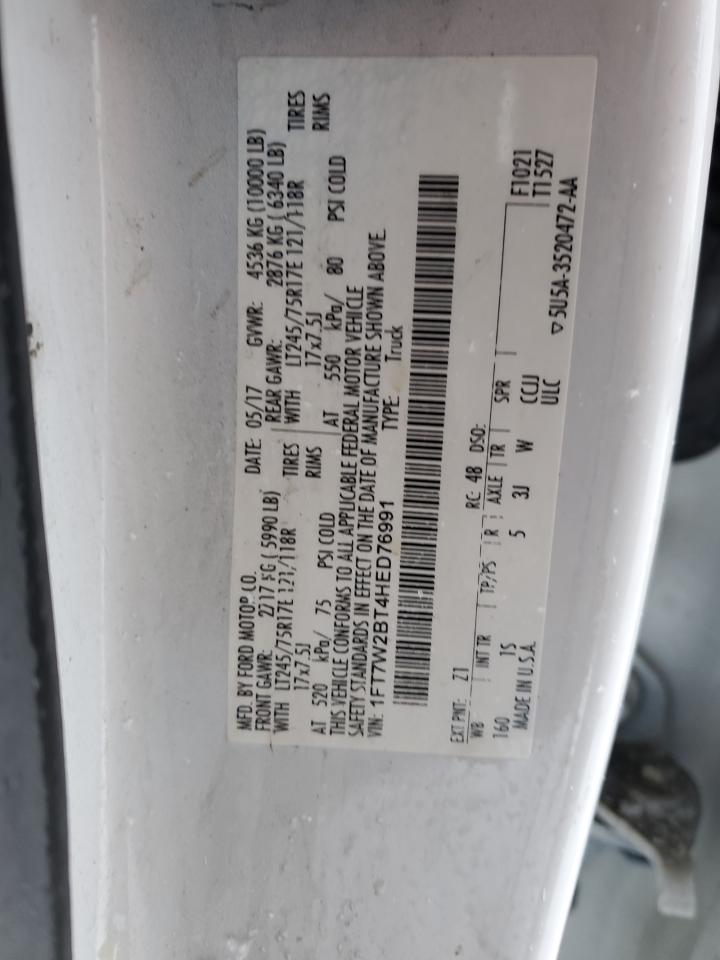 MFD. BY FORD MOTOR CO.
DATE: 05/17 GVWR: 4536 KG (10000 LB)
FRONT GAWR: 2717 KG ( 5990 LB) REAR GAWR: 2876 KG ( 6340 LB)
WITH LT245/75R17E 121/118R TIRES WITH LT245/75R17E 121/118R TIRES
17x7.5J RIMS 17x7.5J RIMS
AT 520 kPa/ 75 PSI COLD AT 550 kPa/ 80 PSI COLD
THIS VEHICLE CONFORMS TO ALL APPLICABLE FEDERAL MOTOR VEHICLE
SAFETY STANDARDS IN EFFECT ON THE DATE OF MANUFACTURE SHOWN ABOVE.
VIN: 1FT7W2BT4HED76991 TYPE: Truck
EXT PNT: Z1 RC: 48 DSO:
WB INT TR TP/PS R AXLE TR SPR F1021
160 TS 5 3J W CCUJ T1527
MADE IN U.S.A. ULC ▽5U5A-3520472-AA